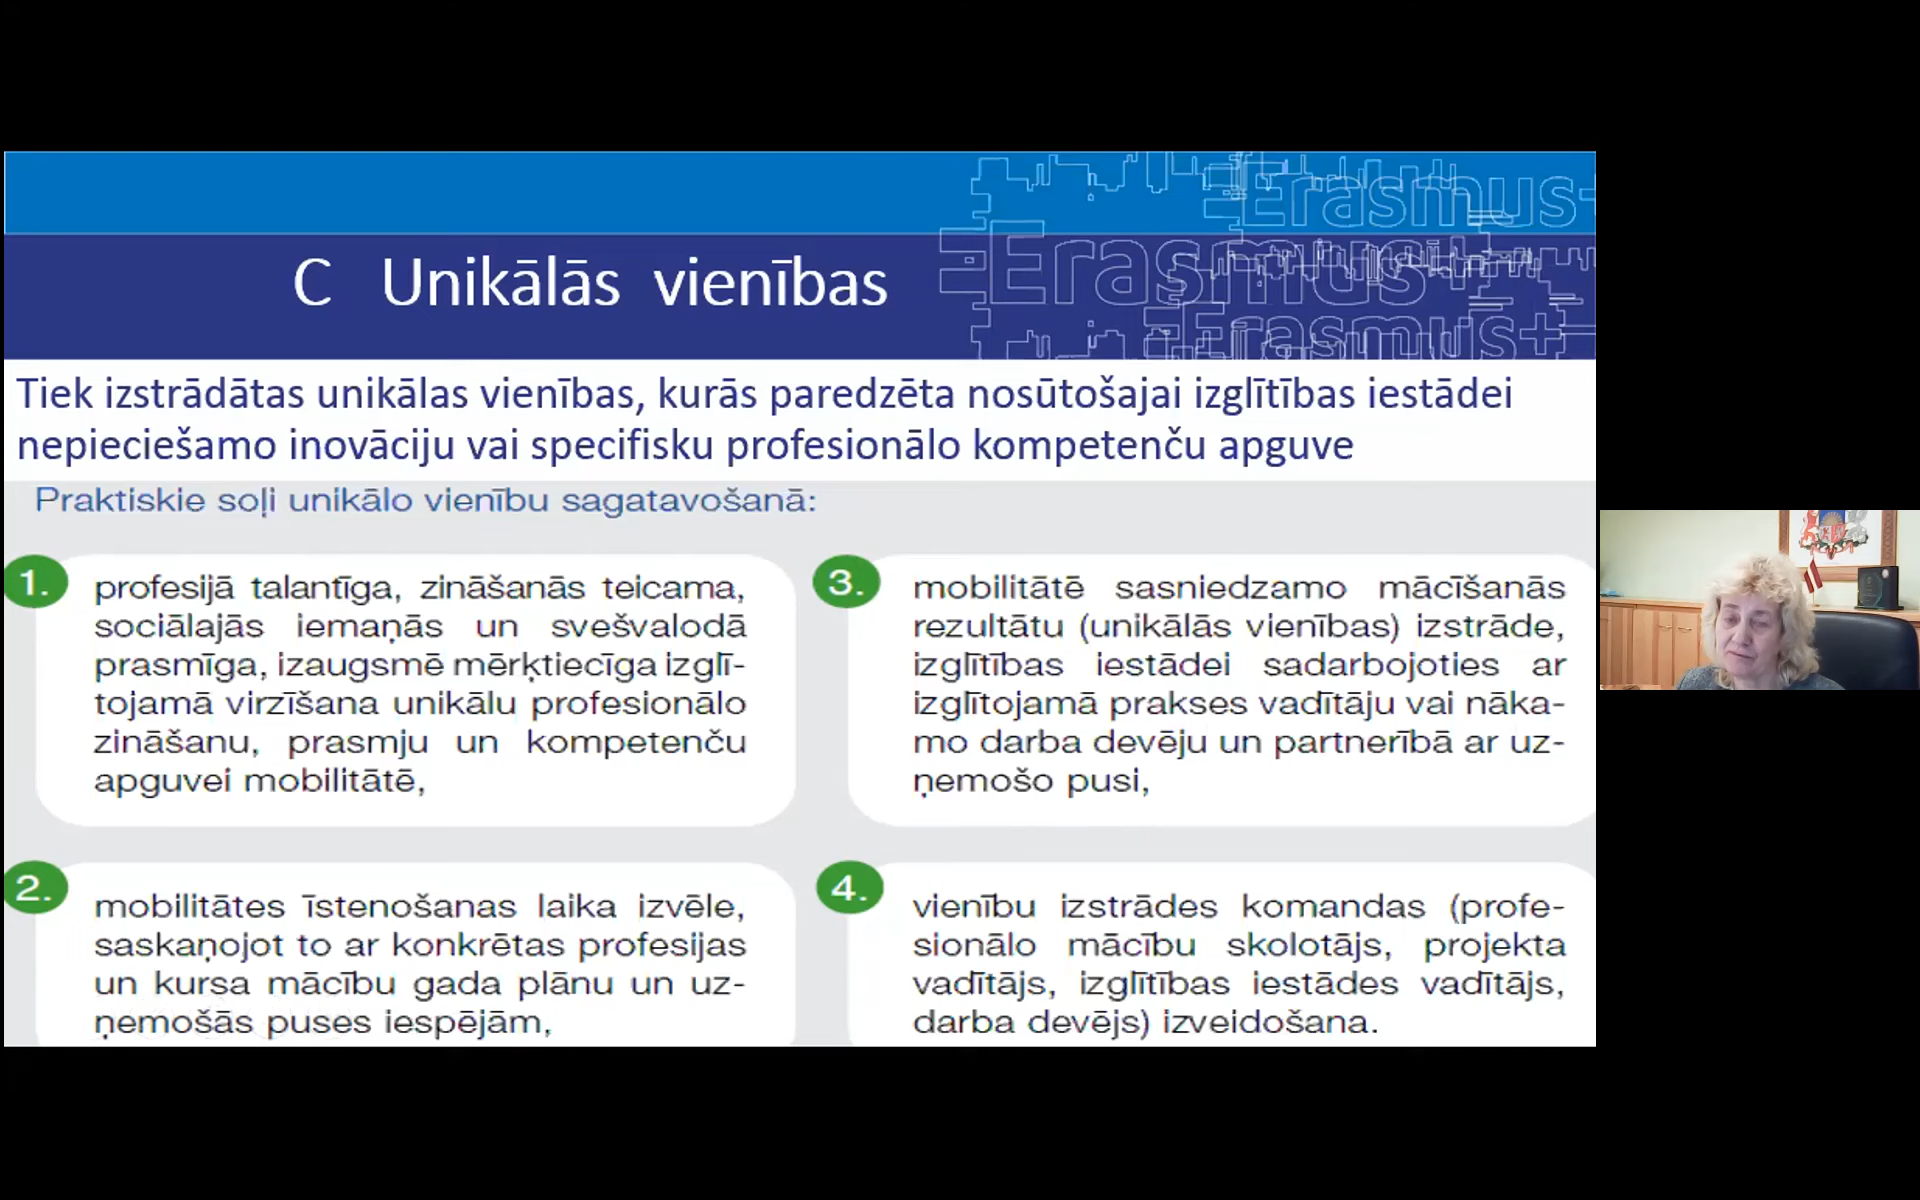 Erasmus+
Erasmus+
Erasmus+
C Unikālās vienības
Tiek izstrādātas unikālas vienības, kurās paredzēta nosūtošajai izglītības iestādei
nepieciešamo inovāciju vai specifisku profesionālo kompetenču apguve
Praktiskie soļi unikālo vienību sagatavošanā:
1.
profesijā talantīga, zināšanās teicama,
sociālajās iemaņās un svešvalodā
prasmīga, izaugsmē mērķtiecīga izglī-
tojamā virzīšana unikālu profesionālo
zināšanu, prasmju un kompetenču
apguvei mobilitātē,
2.
mobilitātes īstenošanas laika izvēle,
saskaņojot to ar konkrētas profesijas
un kursa mācību gada plānu un uz-
ņemošās puses iespējām,
3.
mobilitātē sasniedzamo mācīšanās
rezultātu (unikālās vienības) izstrāde,
izglītības iestādei sadarbojoties ar
izglītojamā prakses vadītāju vai nāka-
mo darba devēju un partnerībā ar uz-
ņemošo pusi,
4.
vienību izstrādes komandas (profe-
sionālo mācību skolotājs, projekta
vadītājs, izglītības iestādes vadītājs,
darba devējs) izveidošana.